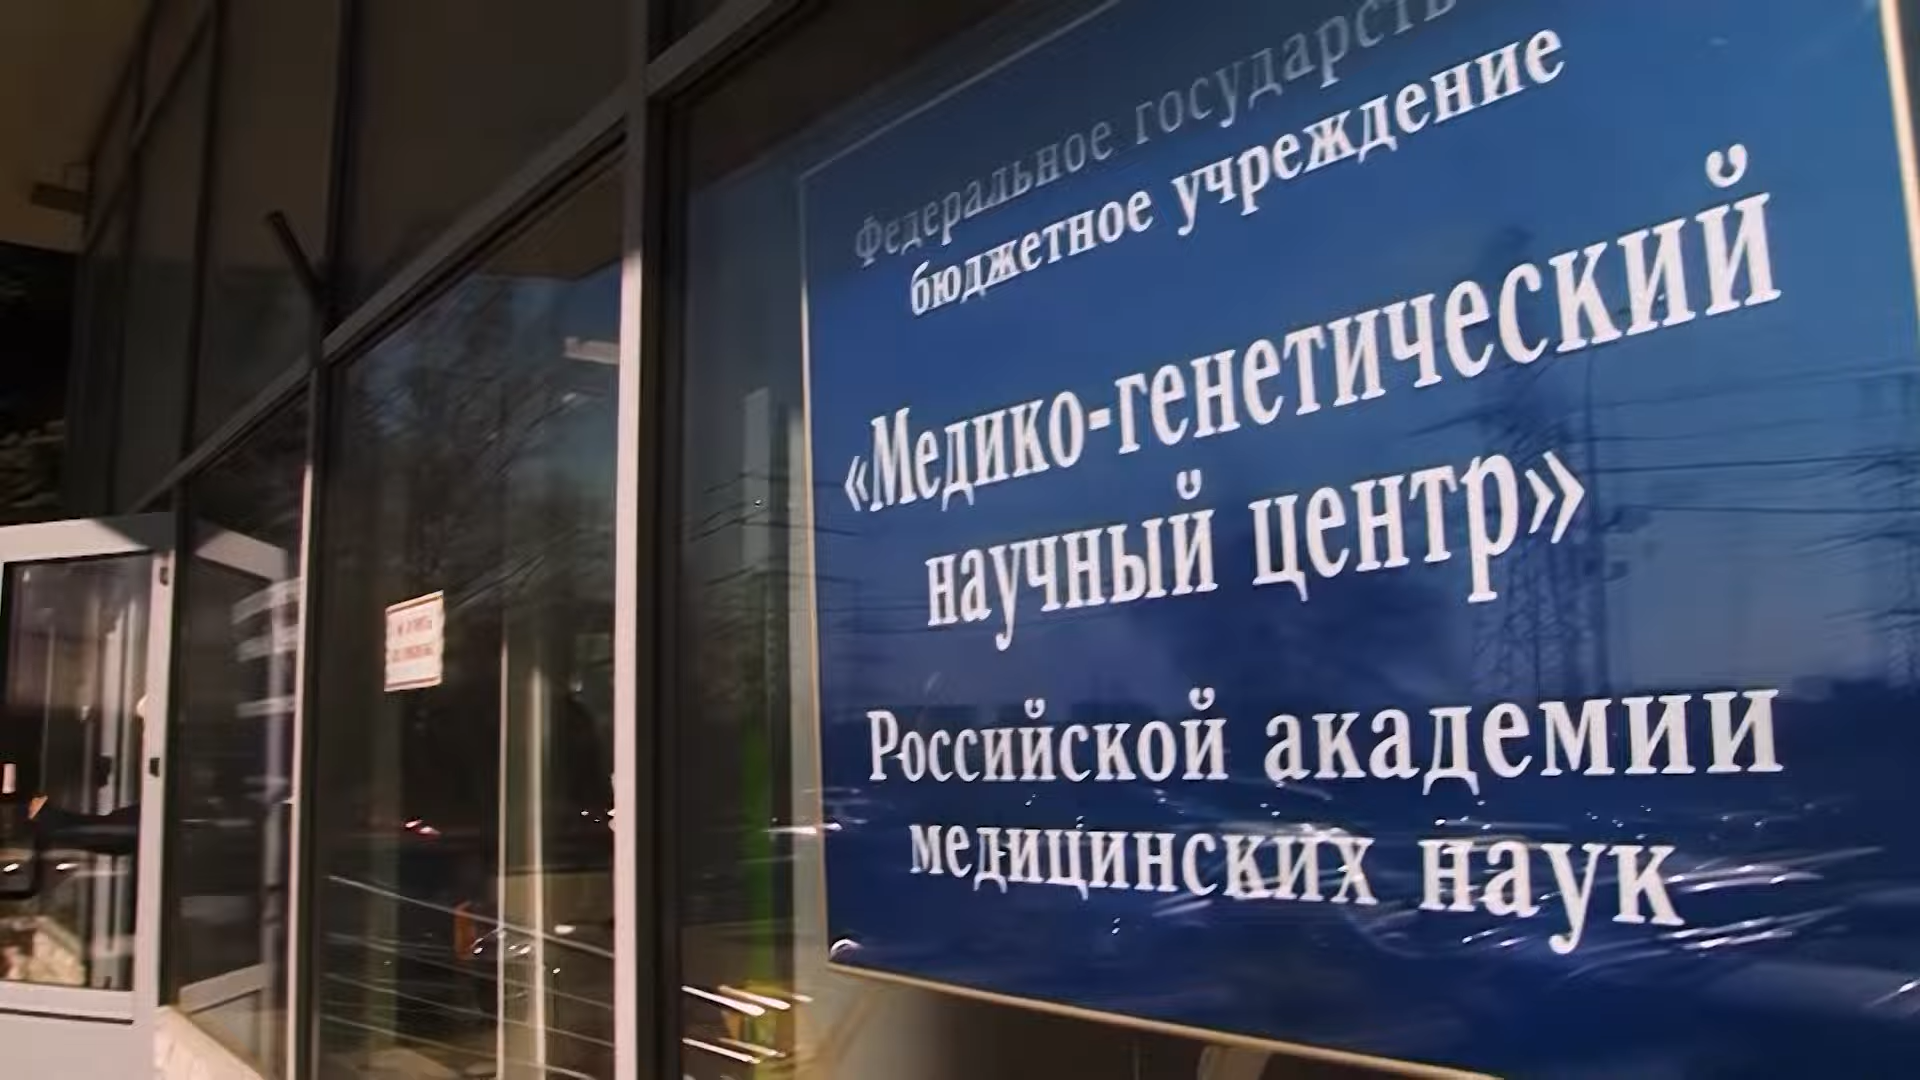 Федеральное государств
бюджетное учреждение
«Медико-генетический
научный центр»
Российской академии
медицинских наук